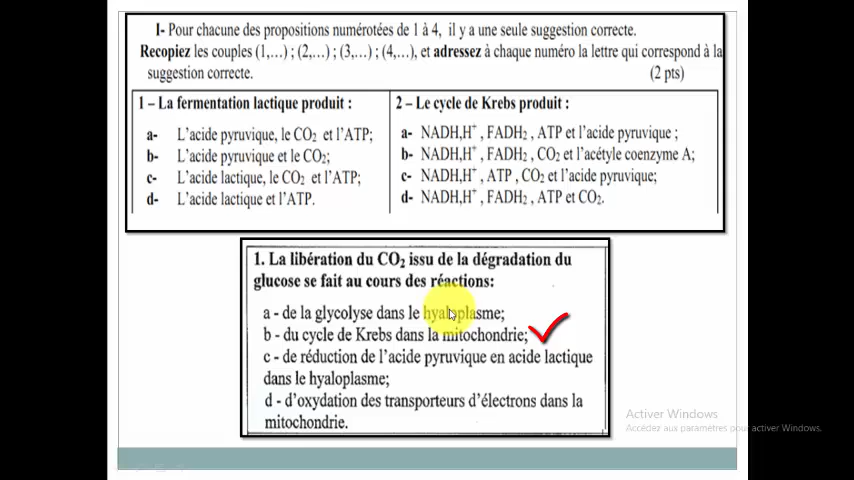 I- Pour chacune des propositions numérotées de 1 à 4, il y a une seule suggestion correcte.
Recopiez les couples (1,...) ; (2,...) ; (3,...) ; (4,...), et adressez à chaque numéro la lettre qui correspond à la
suggestion correcte. (2 pts)
1 – La fermentation lactique produit :
a- L'acide pyruvique, le CO₂ et l'ATP;
b- L'acide pyruvique et le CO₂;
c- L'acide lactique, le CO₂ et l'ATP;
d- L'acide lactique et l'ATP.
2 – Le cycle de Krebs produit :
a- NADH,H⁺ , FADH₂ , ATP et l'acide pyruvique ;
b- NADH,H⁺ , FADH₂ , CO₂ et l'acétyle coenzyme A;
c- NADH,H⁺ , ATP , CO₂ et l'acide pyruvique;
d- NADH,H⁺ , FADH₂ , ATP et CO₂.
1. La libération du CO₂ issu de la dégradation du
glucose se fait au cours des réactions:
a - de la glycolyse dans le hyaloplasme;
b - du cycle de Krebs dans la mitochondrie;
c - de réduction de l'acide pyruvique en acide lactique
dans le hyaloplasme;
d - d'oxydation des transporteurs d'électrons dans la
mitochondrie.
Activer Windows
Accédez aux paramètres pour activer Windows.